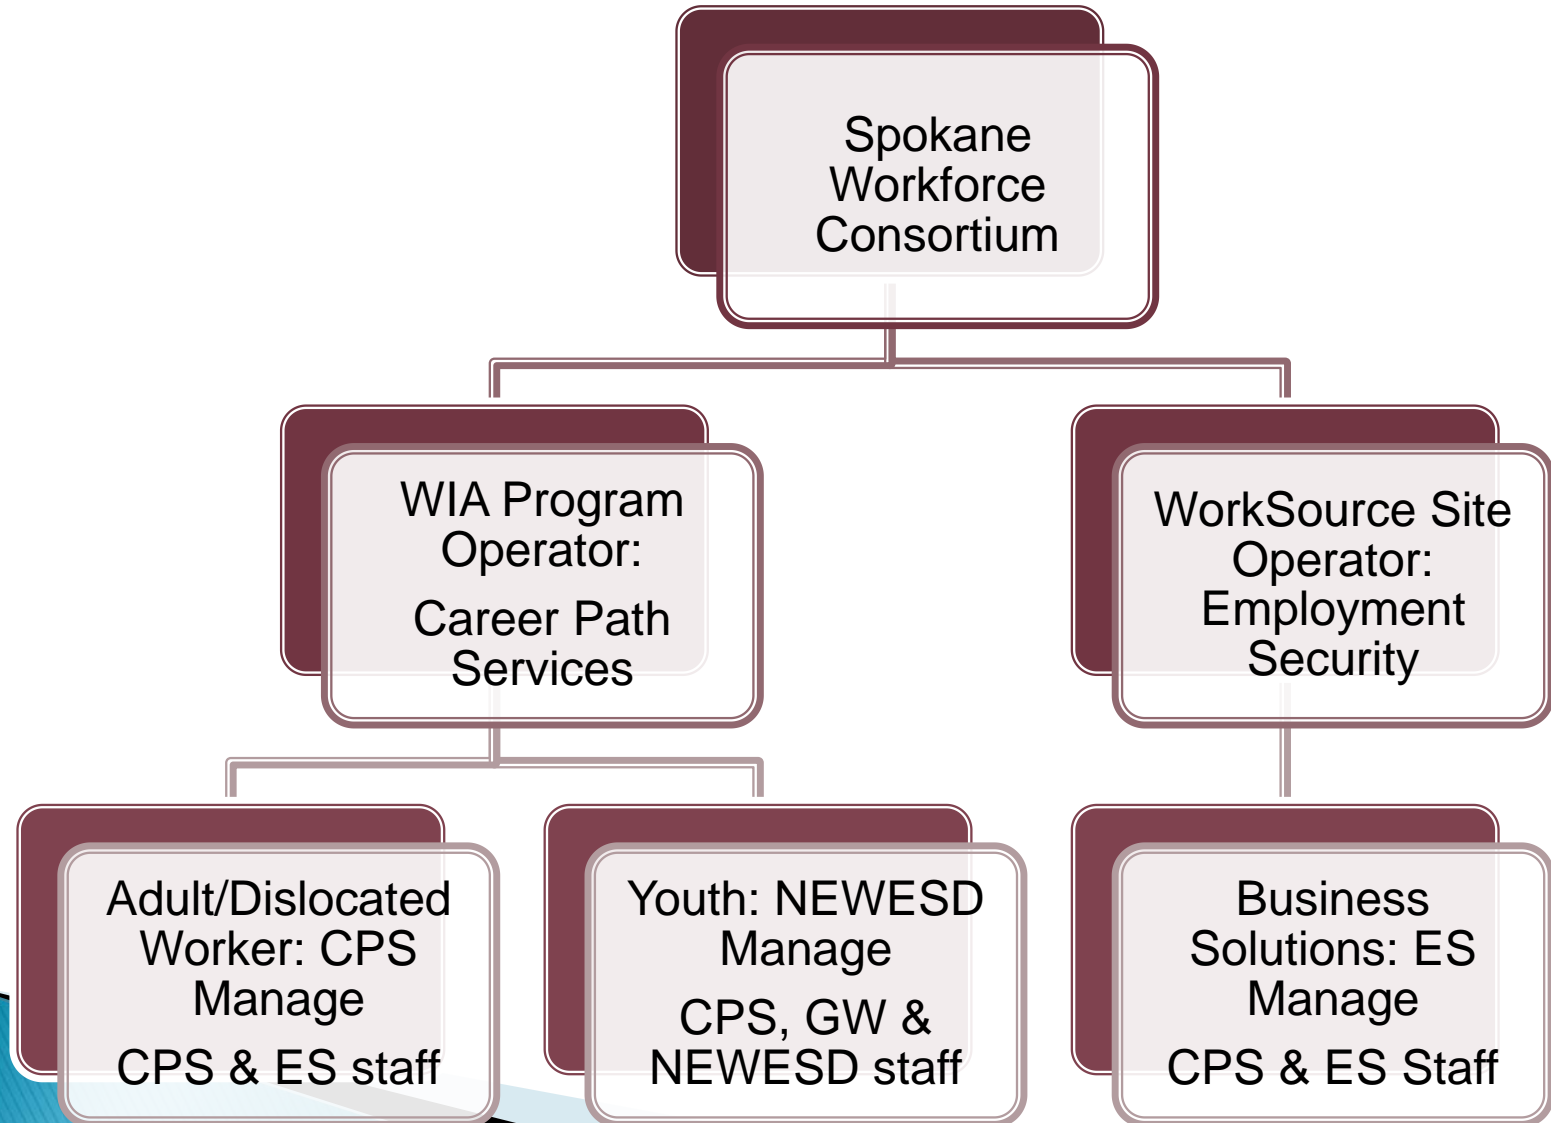 Spokane
Workforce
Consortium
WIA Program
Operator:
Career Path
Services
WorkSource Site
Operator:
Employment
Security
Adult/Dislocated
Worker: CPS
Manage
CPS & ES staff
Youth: NEWESD
Manage
CPS, GW &
NEWESD staff
Business
Solutions: ES
Manage
CPS & ES Staff